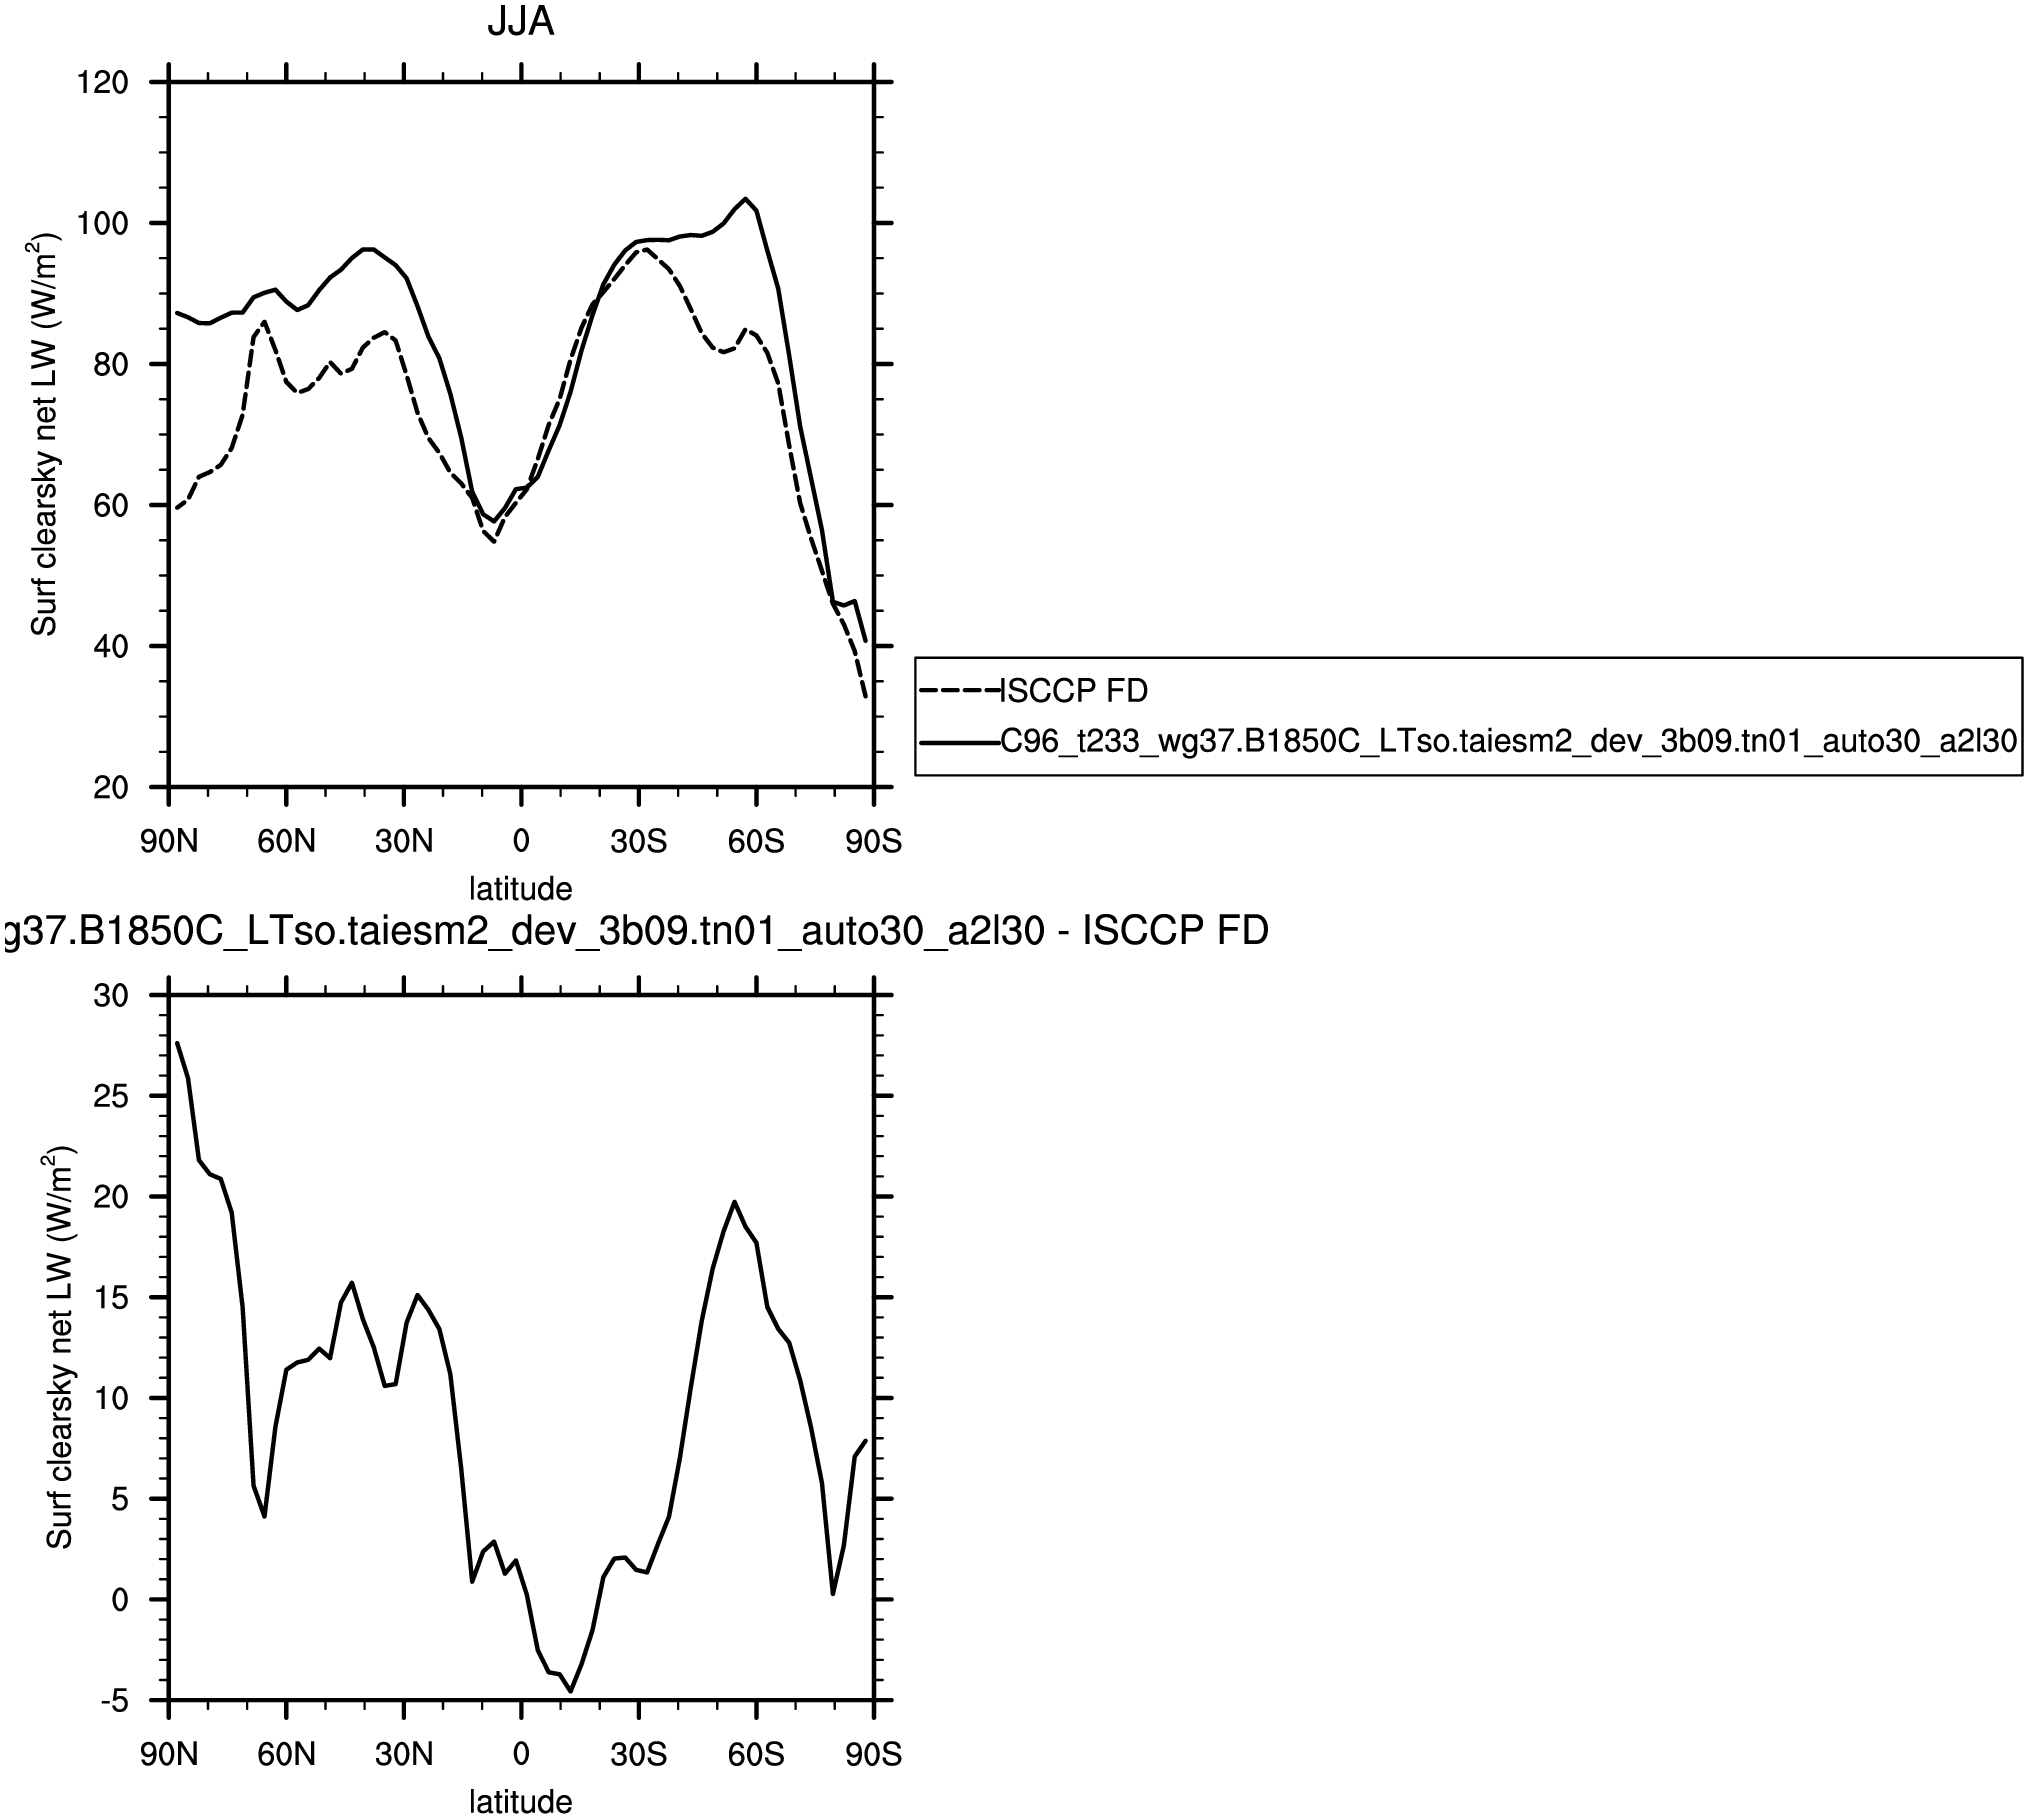 JJA
120
100
80
60
40
20
Surf clearsky net LW (W/m2)
90N 60N 30N 0 30S 60S 90S
latitude
ISCCP FD
C96_t233_wg37.B1850C_LTso.taiesm2_dev_3b09.tn01_auto30_a2l30
g37.B1850C_LTso.taiesm2_dev_3b09.tn01_auto30_a2l30 - ISCCP FD
30
25
20
15
10
5
0
-5
Surf clearsky net LW (W/m2)
90N 60N 30N 0 30S 60S 90S
latitude